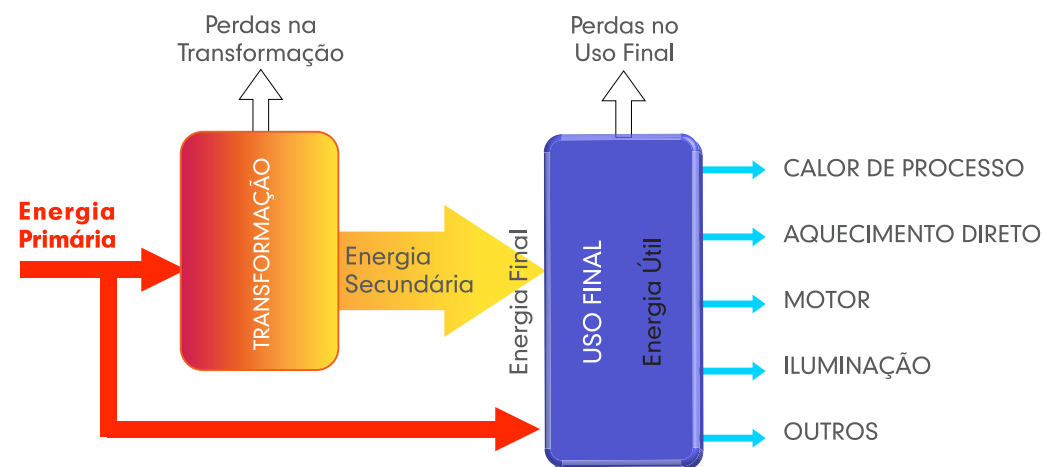 Perdas na
Transformação
Perdas no
Uso Final
Energia
Primária
TRANSFORMAÇÃO
Energia
Secundária
Energia Final
USO FINAL
Energia Útil
CALOR DE PROCESSO
AQUECIMENTO DIRETO
MOTOR
ILUMINAÇÃO
OUTROS